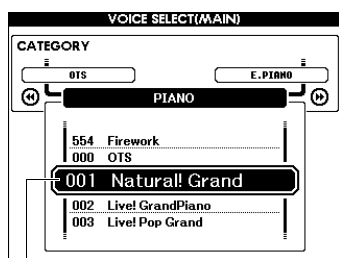 VOICE SELECT(MAIN)
CATEGORY
OTS
E.PIANO
PIANO
554 Firework
000 OTS
001 Natural! Grand
002 Live! GrandPiano
003 Live! Pop Grand